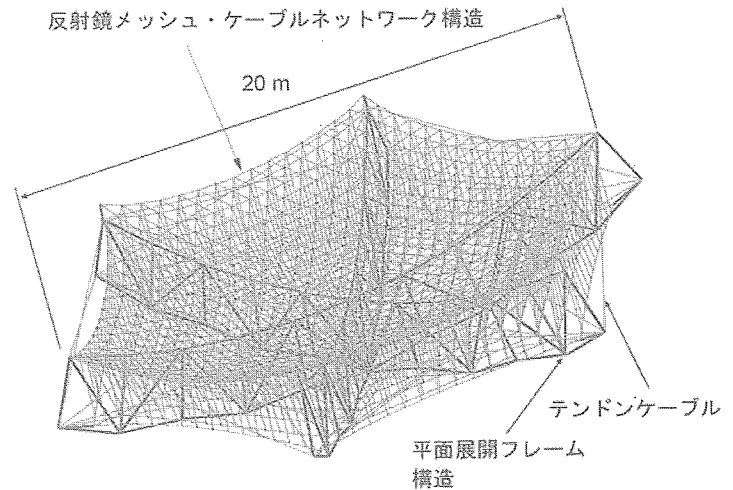 反射鏡メッシュ・ケーブルネットワーク構造
20 m
テンドンケーブル
平面展開フレーム
構造